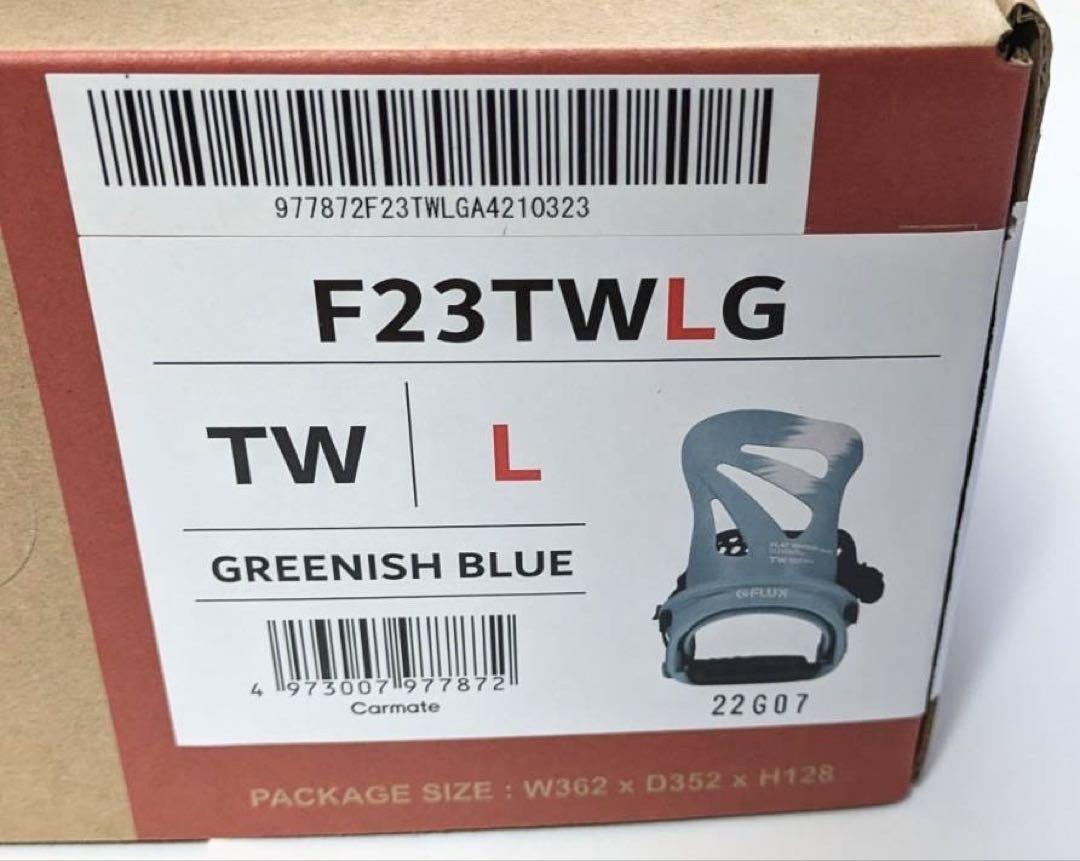 977872F23TWLGA4210323
F23TWLG
TW
L
GREENISH BLUE
FLUX
4 973007 977872
Carmate
22G07
PACKAGE SIZE : W362 x D352 x H128